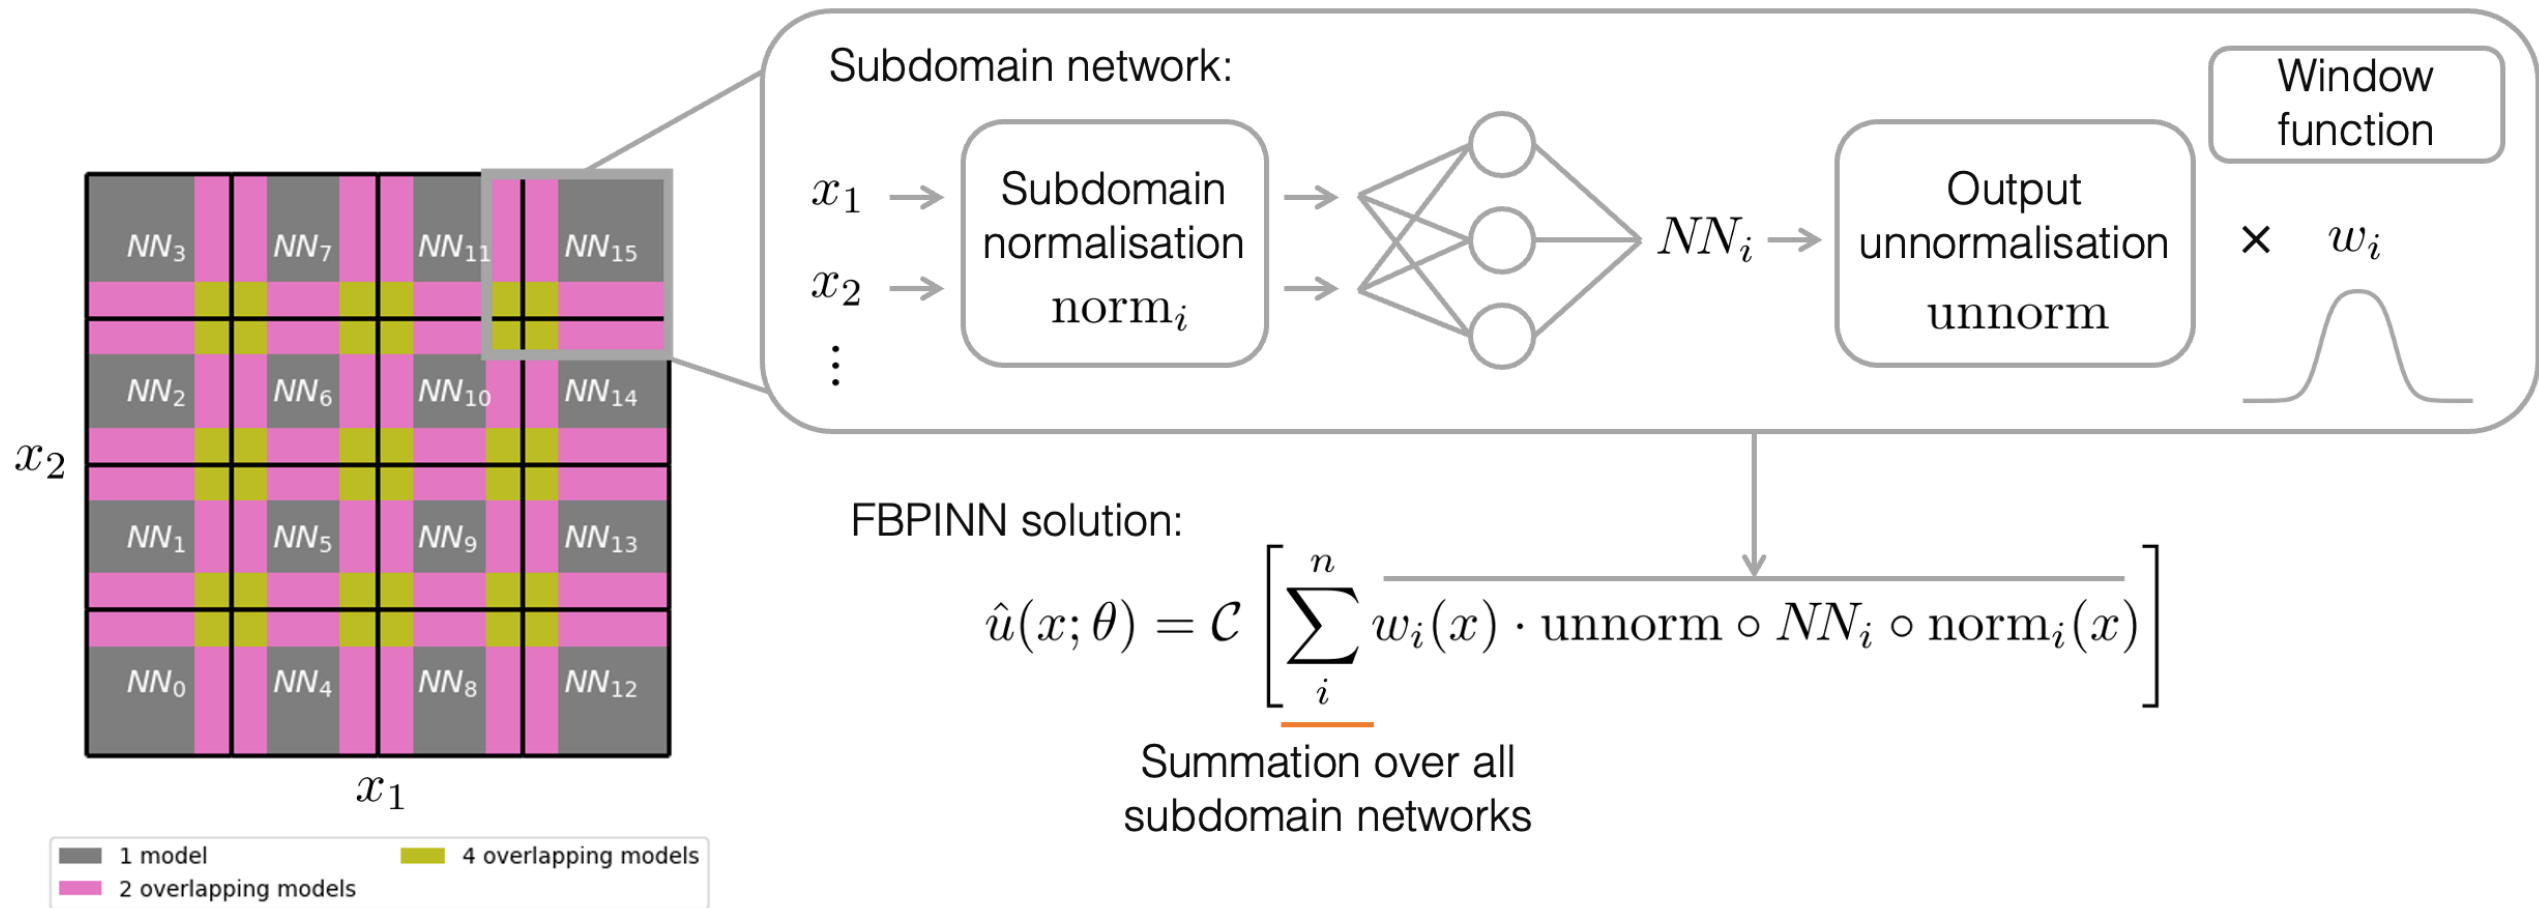 Subdomain network:
Window
function
x₁
Subdomain
normalisation
normᵢ
x₂
⋮
NNᵢ
Output
unnormalisation
unnorm
× wᵢ
NN₃ NN₇ NN₁₁ NN₁₅
NN₂ NN₆ NN₁₀ NN₁₄
NN₁ NN₅ NN₉ NN₁₃
NN₀ NN₄ NN₈ NN₁₂
x₂
x₁
1 model
2 overlapping models
4 overlapping models
FBPINN solution:
û(x; θ) = 𝒞 [ ∑ᵢⁿ wᵢ(x) · unnorm ∘ NNᵢ ∘ normᵢ(x) ]
Summation over all
subdomain networks